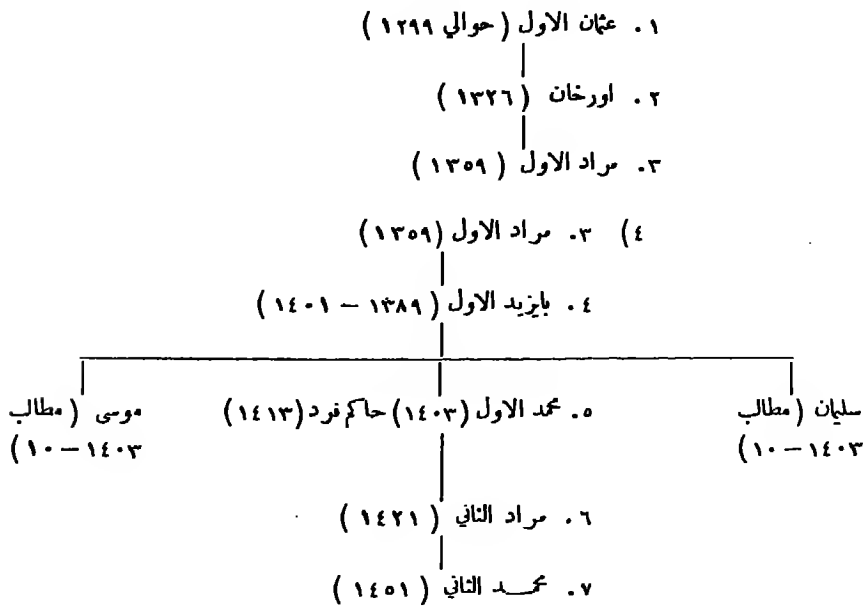 ١. عثمان الاول (حوالي ١٢٩٩)
٢. اورخان (١٣٢٦)
٣. مراد الاول (١٣٥٩)
٤) ٣. مراد الاول (١٣٥٩)
٤. بايزيد الاول (١٣٨٩ – ١٤٠١)
سليمان (مطالب
١٤٠٣ – ١٠)
٥. محمد الاول (١٤٠٣) حاكم فرد (١٤١٣)
موسى (مطالب
١٤٠٣ – ١٠)
٦. مراد الثاني (١٤٢١)
٧. محمد الثاني (١٤٥١)